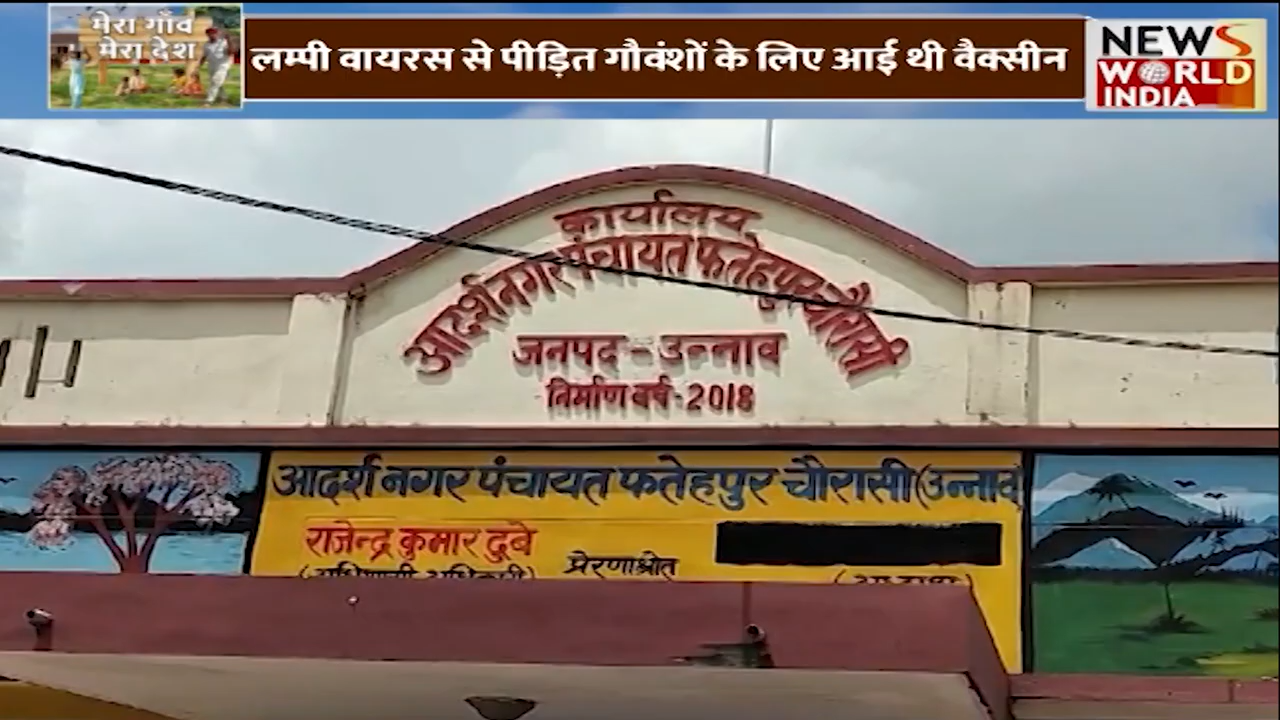 मेरा गाँव
मेरा देश
लम्पी वायरस से पीड़ित गौवंशों के लिए आई थी वैक्सीन
NEWS
WORLD
INDIA
कार्यालय
आदर्श नगर पंचायत फतेहपुर चौरासी
जनपद - उन्नाव
निर्माण वर्ष - 2018
आदर्श नगर पंचायत फतेहपुर चौरासी (उन्नाव)
राजेन्द्र कुमार दुबे
प्रेरणाश्रोत